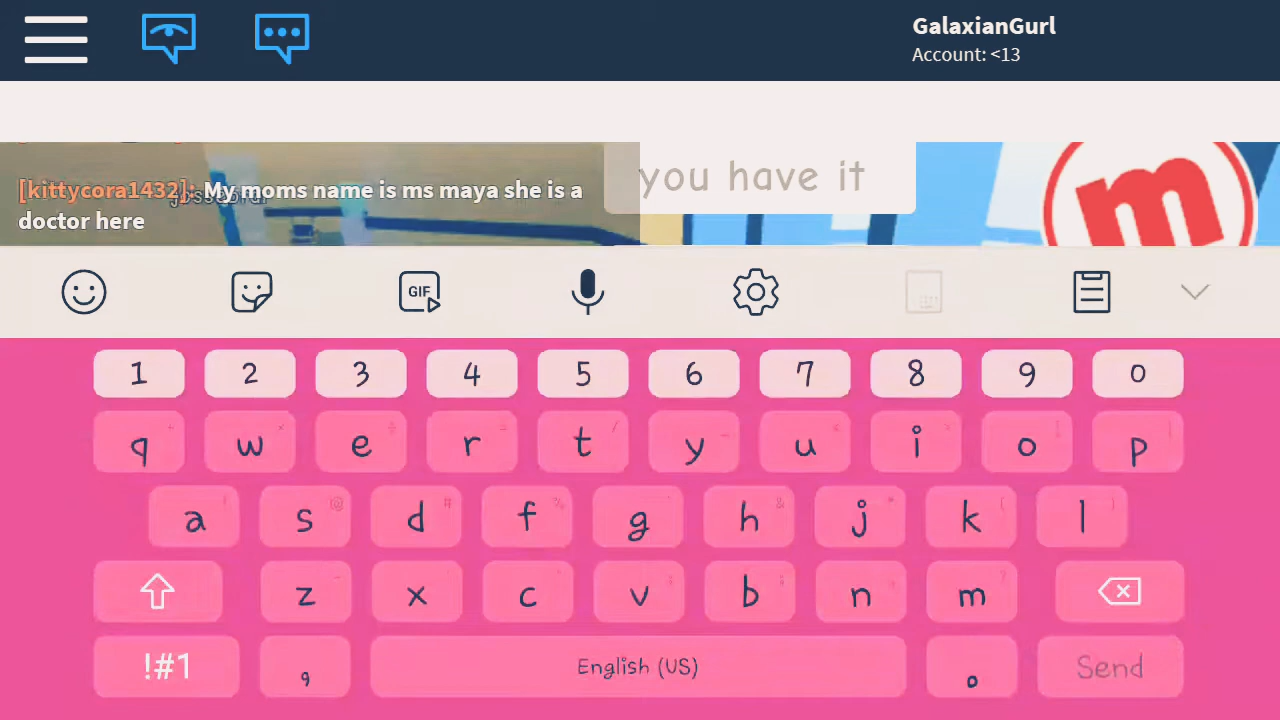 GalaxianGurl
Account: <13
you have it
[kittycora1432]: My moms name is ms maya she is a
doctor here
m
GIF
1 2 3 4 5 6 7 8 9 0
q w e r t y u i o p
a s d f g h j k l
z x c v b n m
!#1 , English (US) . Send